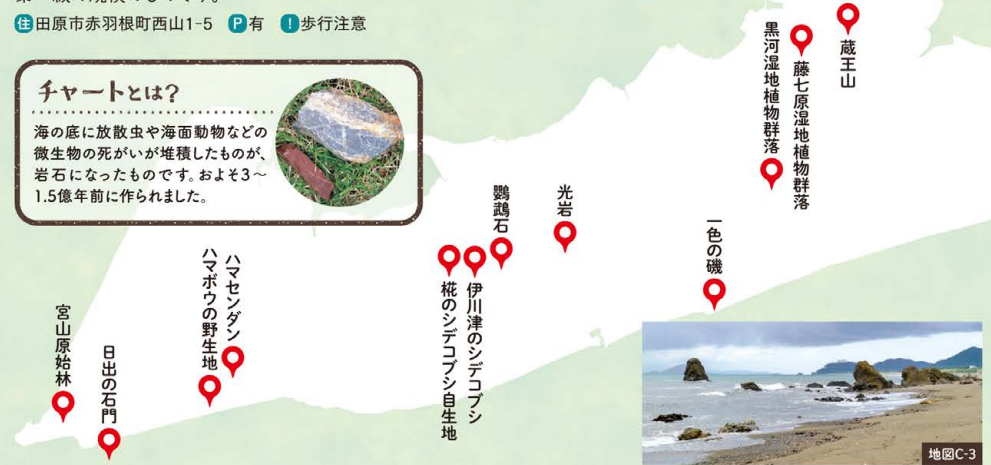 住 田原市赤羽根町西山1-5 P有 !歩行注意
チャートとは?
海の底に放散虫や海面動物などの
微生物の死がいが堆積したものが、
岩石になったものです。およそ3〜
1.5億年前に作られました。
蔵王山
藤七原湿地植物群落
黒河湿地植物群落
一色の磯
光岩
鸚鵡石
伊川津のシデコブシ
椛のシデコブシ自生地
ハマセンダン
ハマボウの野生地
日出の石門
宮山原始林
地図C-3